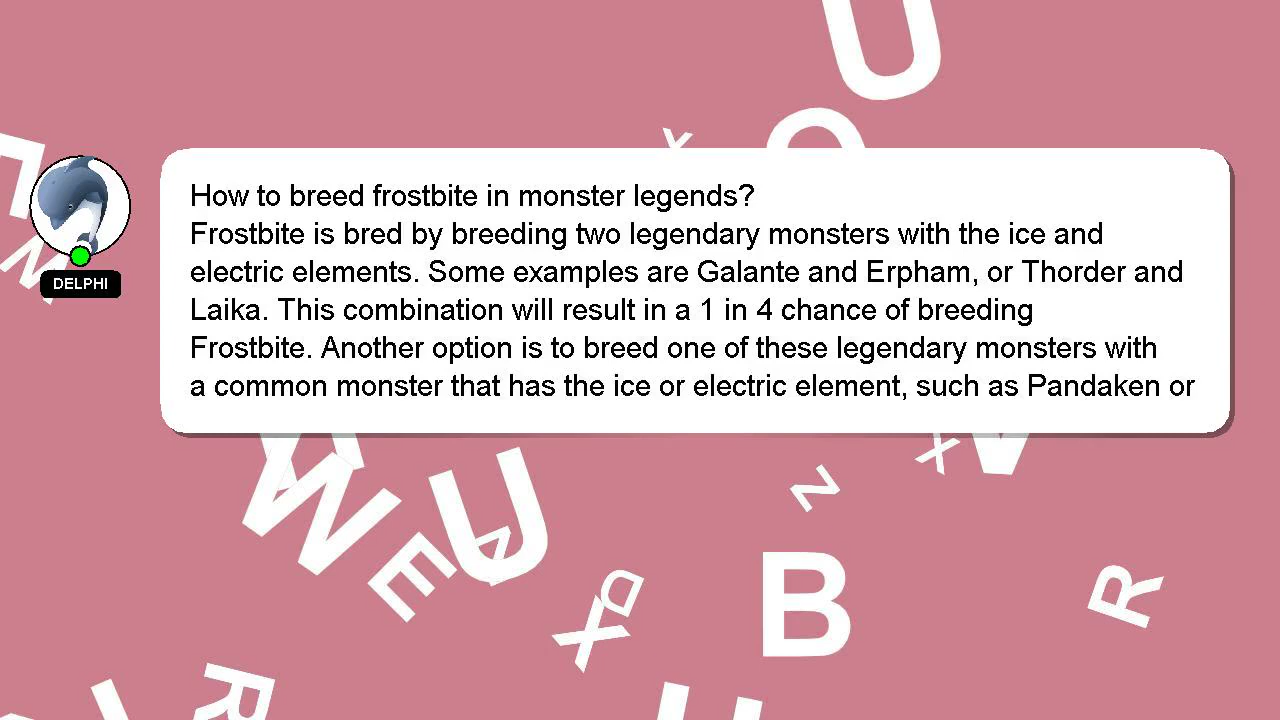 How to breed frostbite in monster legends?
Frostbite is bred by breeding two legendary monsters with the ice and
electric elements. Some examples are Galante and Erpham, or Thorder and
Laika. This combination will result in a 1 in 4 chance of breeding
Frostbite. Another option is to breed one of these legendary monsters with
a common monster that has the ice or electric element, such as Pandaken or
DELPHI
U
O
X
M
W
E
U
Z
D
X
B
X
R
R